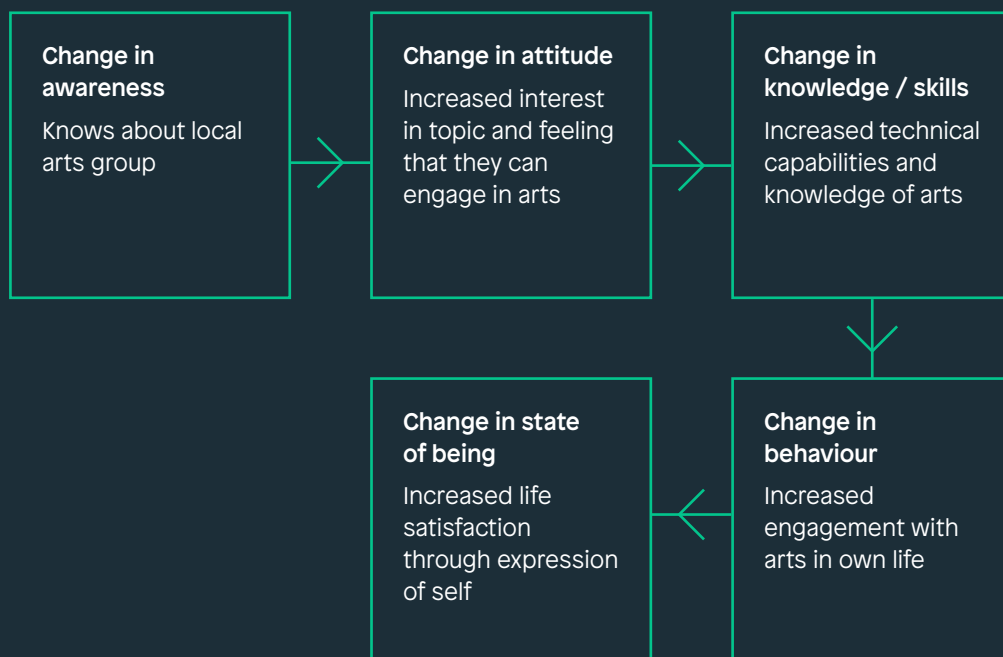 Change in
awareness
Knows about local
arts group
Change in attitude
Increased interest
in topic and feeling
that they can
engage in arts
Change in
knowledge / skills
Increased technical
capabilities and
knowledge of arts
Change in
behaviour
Increased
engagement with
arts in own life
Change in state
of being
Increased life
satisfaction
through expression
of self